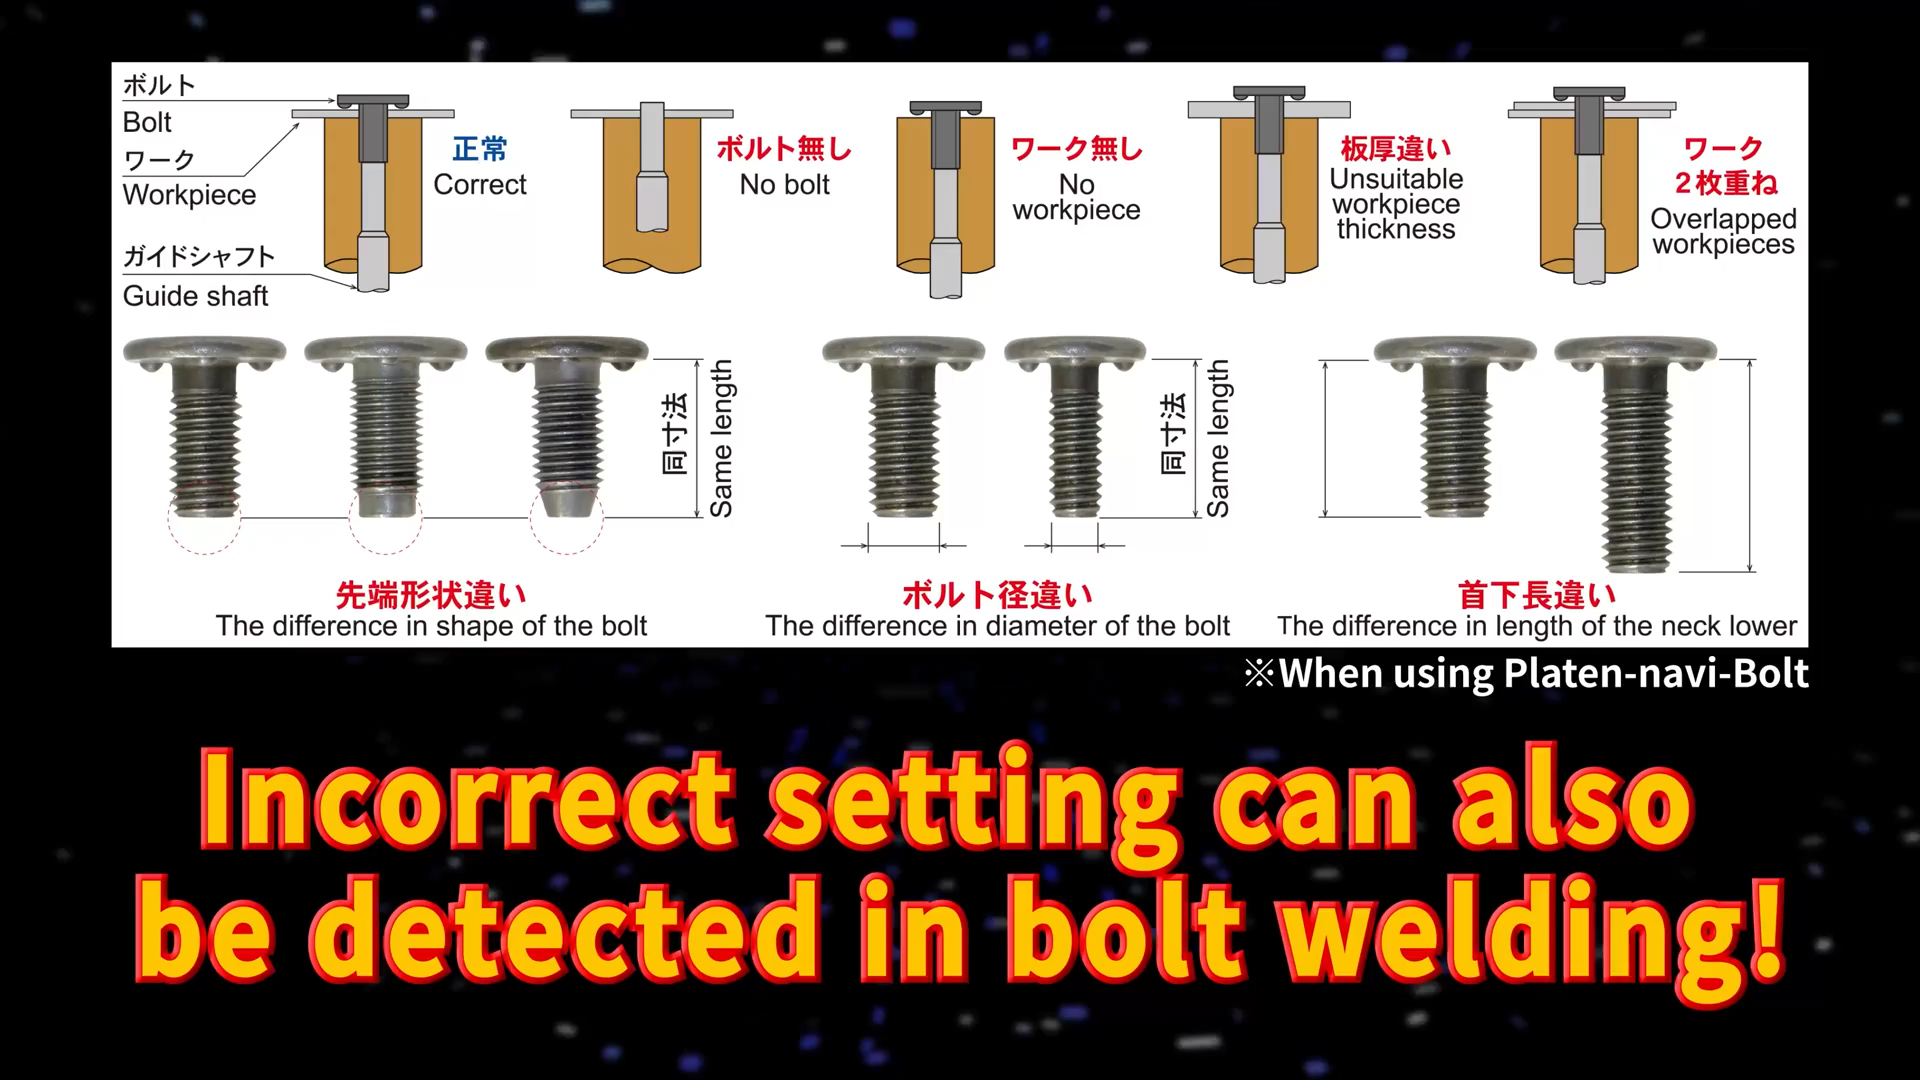 ボルト
Bolt
ワーク
Workpiece
ガイドシャフト
Guide shaft
正常
Correct
ボルト無し
No bolt
ワーク無し
No
workpiece
板厚違い
Unsuitable
workpiece
thickness
ワーク
２枚重ね
Overlapped
workpieces
同寸法
Same length
同寸法
Same length
先端形状違い
The difference in shape of the bolt
ボルト径違い
The difference in diameter of the bolt
首下長違い
The difference in length of the neck lower
※When using Platen-navi-Bolt
Incorrect setting can also
be detected in bolt welding!